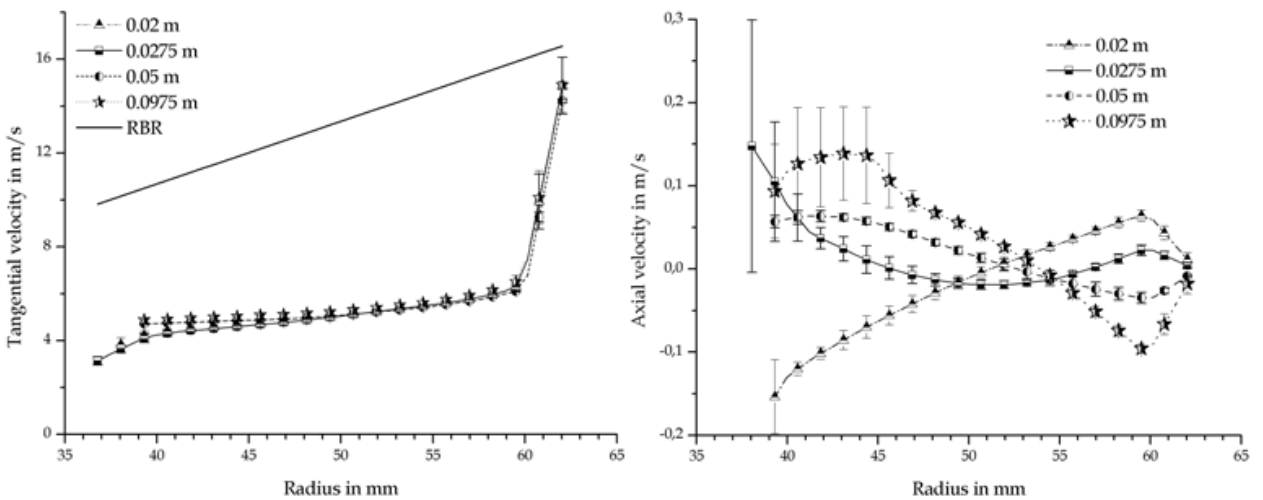 0.02 m
0.0275 m
0.05 m
0.0975 m
RBR
Tangential velocity in m/s
16
12
8
4
0
35 40 45 50 55 60 65
Radius in mm
0.02 m
0.0275 m
0.05 m
0.0975 m
Axial velocity in m/s
0,3
0,2
0,1
0,0
-0,1
-0,2
35 40 45 50 55 60 65
Radius in mm